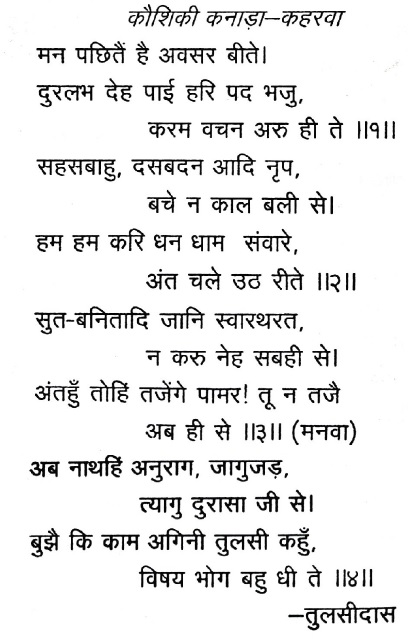 कौशिकी कनाड़ा–कहरवा
मन पछितैं है अवसर बीते।
दुरलभ देह पाई हरि पद भजु,
करम वचन अरु ही ते ॥१॥
सहसबाहु, दसबदन आदि नृप,
बचे न काल बली से।
हम हम करि धन धाम संवारे,
अंत चले उठ रीते ॥२॥
सुत-बनितादि जानि स्वारथरत,
न करु नेह सबही से।
अंतहुँ तोहिं तजेंगे पामर! तू न तजै
अब ही से ॥३॥ (मनवा)
अब नाथहिं अनुराग, जागुजड़,
त्यागु दुरासा जी से।
बुझै कि काम अगिनी तुलसी कहुँ,
विषय भोग बहु धी ते ॥४॥
–तुलसीदास